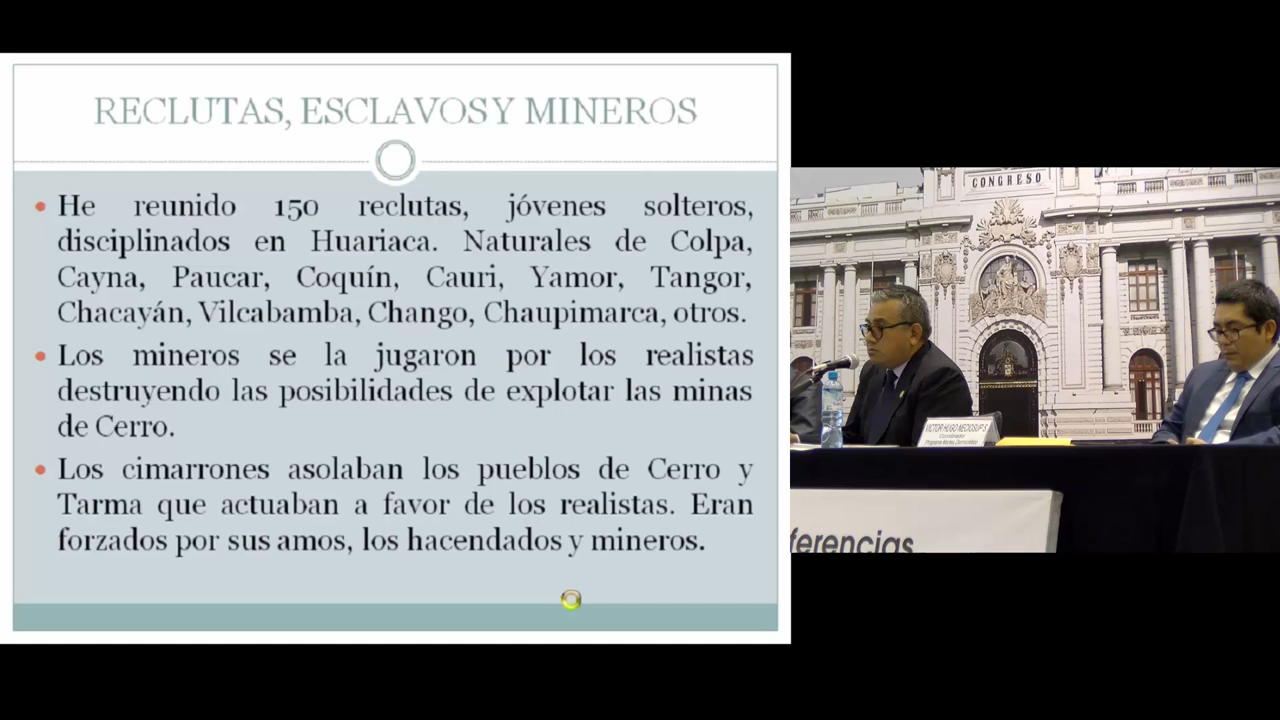 RECLUTAS, ESCLAVOS Y MINEROS
He reunido 150 reclutas, jóvenes solteros,
disciplinados en Huariaca. Naturales de Colpa,
Cayna, Paucar, Coquín, Cauri, Yamor, Tangor,
Chacayán, Vilcabamba, Chango, Chaupimarca, otros.
Los mineros se la jugaron por los realistas
destruyendo las posibilidades de explotar las minas
de Cerro.
Los cimarrones asolaban los pueblos de Cerro y
Tarma que actuaban a favor de los realistas. Eran
forzados por sus amos, los hacendados y mineros.
CONGRESO
VICTOR HUGO
Coordinador
ferencias